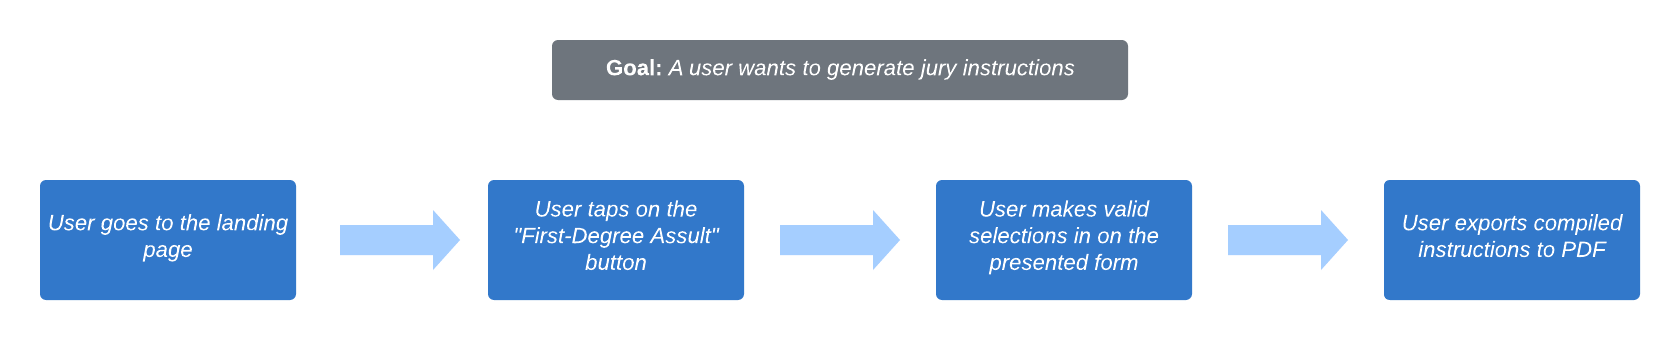 Goal: A user wants to generate jury instructions
User goes to the landing
page
User taps on the
"First-Degree Assult"
button
User makes valid
selections in on the
presented form
User exports compiled
instructions to PDF